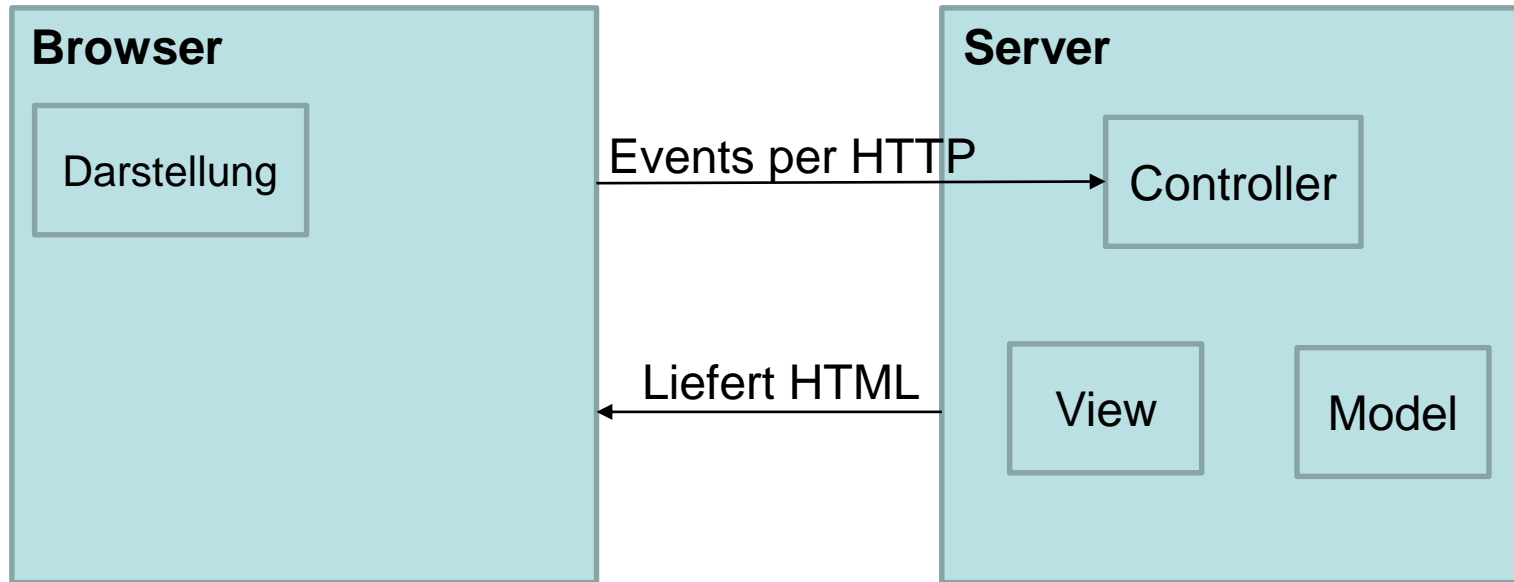 Browser
Server
Darstellung
Events per HTTP
Controller
Liefert HTML
View
Model